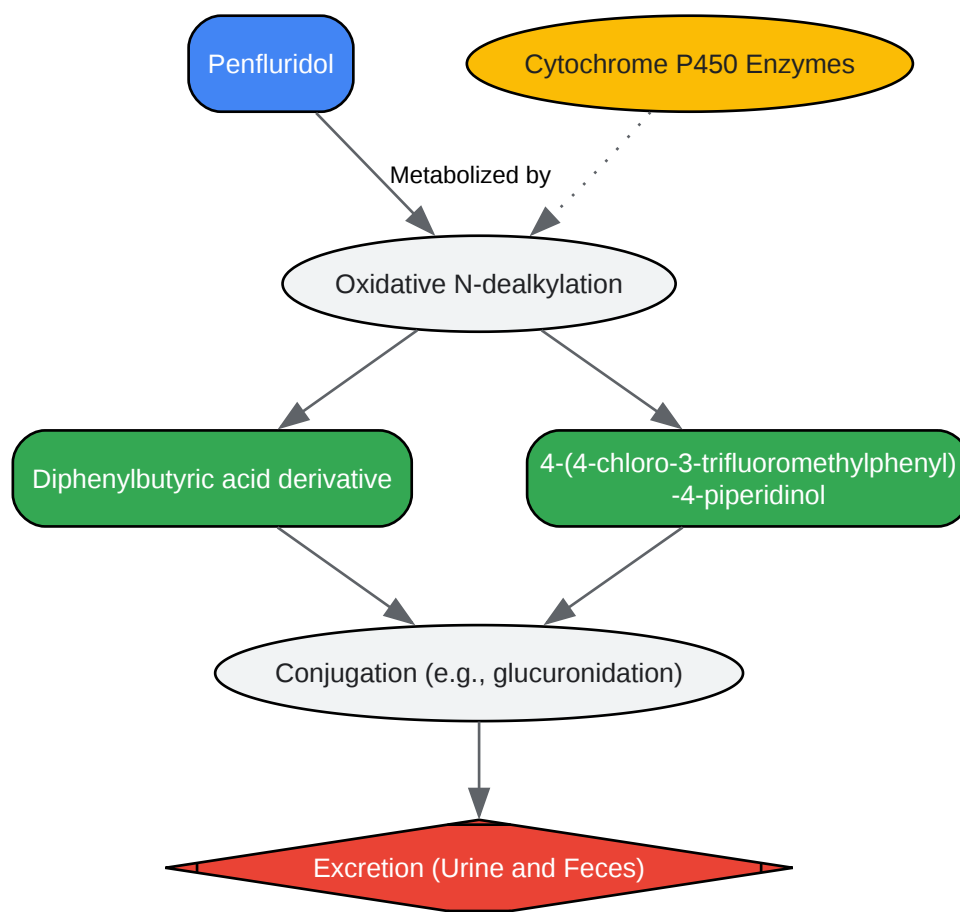 Penfluridol
Cytochrome P450 Enzymes
Metabolized by
Oxidative N-dealkylation
Diphenylbutyric acid derivative
4-(4-chloro-3-trifluoromethylphenyl)
-4-piperidinol
Conjugation (e.g., glucuronidation)
Excretion (Urine and Feces)